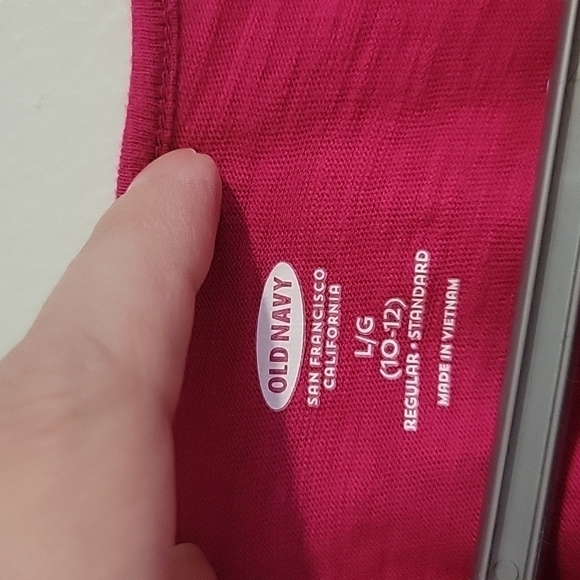 OLD NAVY
SAN FRANCISCO
CALIFORNIA
L/G
(10-12)
REGULAR • STANDARD
MADE IN VIETNAM